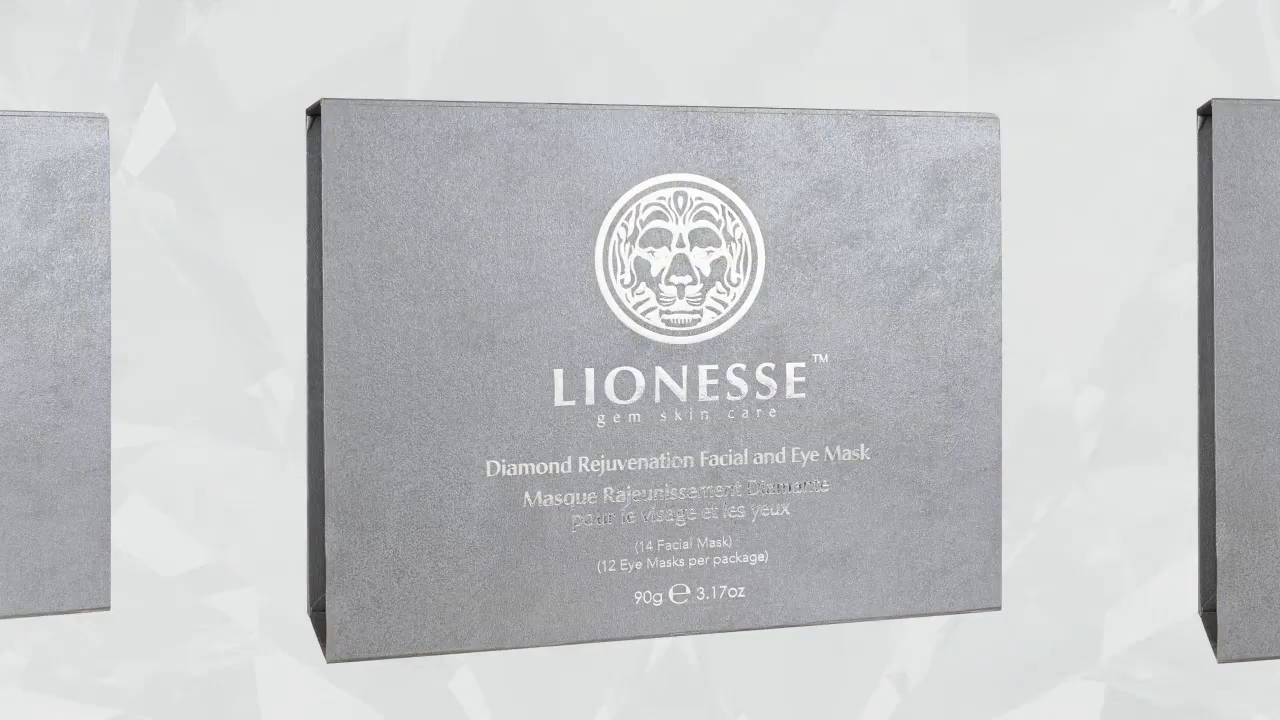 LIONESSE™
gem skin care
Diamond Rejuvenation Facial and Eye Mask
Masque Rajeunissement Diamante
pour le visage et les yeux
(14 Facial Mask)
(12 Eye Masks per package)
90g ℮ 3.17oz